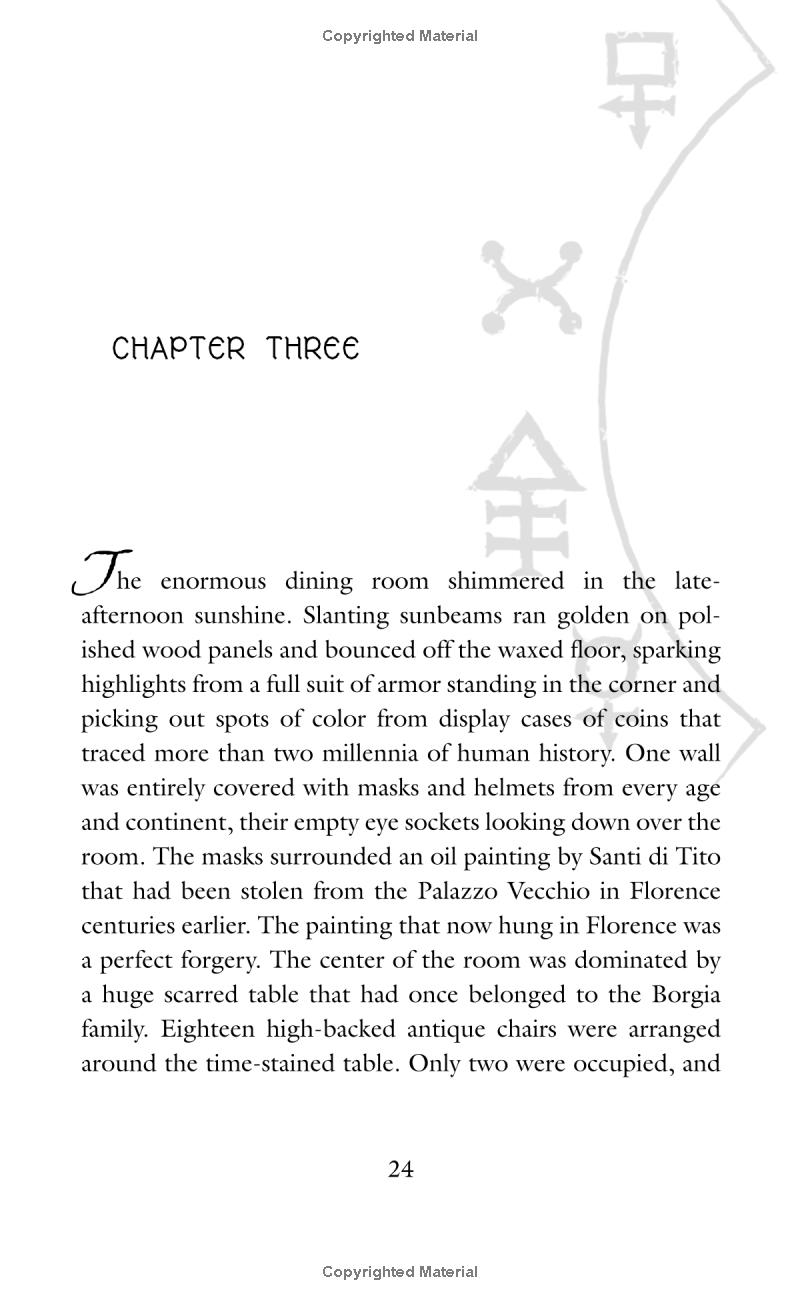 Copyrighted Material
CHAPTER THREE
The enormous dining room shimmered in the late-
afternoon sunshine. Slanting sunbeams ran golden on pol-
ished wood panels and bounced off the waxed floor, sparking
highlights from a full suit of armor standing in the corner and
picking out spots of color from display cases of coins that
traced more than two millennia of human history. One wall
was entirely covered with masks and helmets from every age
and continent, their empty eye sockets looking down over the
room. The masks surrounded an oil painting by Santi di Tito
that had been stolen from the Palazzo Vecchio in Florence
centuries earlier. The painting that now hung in Florence was
a perfect forgery. The center of the room was dominated by
a huge scarred table that had once belonged to the Borgia
family. Eighteen high-backed antique chairs were arranged
around the time-stained table. Only two were occupied, and
24
Copyrighted Material